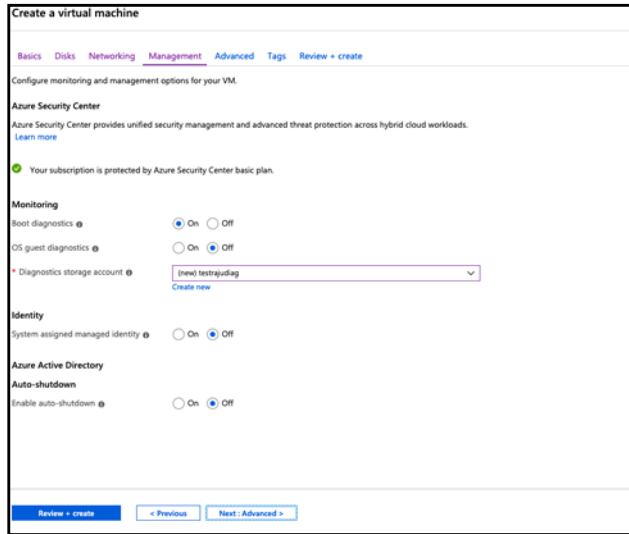 Create a virtual machine
Basics Disks Networking Management Advanced Tags Review + create
Configure monitoring and management options for your VM.
Azure Security Center
Azure Security Center provides unified security management and advanced threat protection across hybrid cloud workloads.
Learn more
Your subscription is protected by Azure Security Center basic plan.
Monitoring
Boot diagnostics On Off
OS guest diagnostics On Off
* Diagnostics storage account (new) testrajudiag
Create new
Identity
System assigned managed identity On Off
Azure Active Directory
Auto-shutdown
Enable auto-shutdown On Off
Review + create < Previous Next : Advanced >